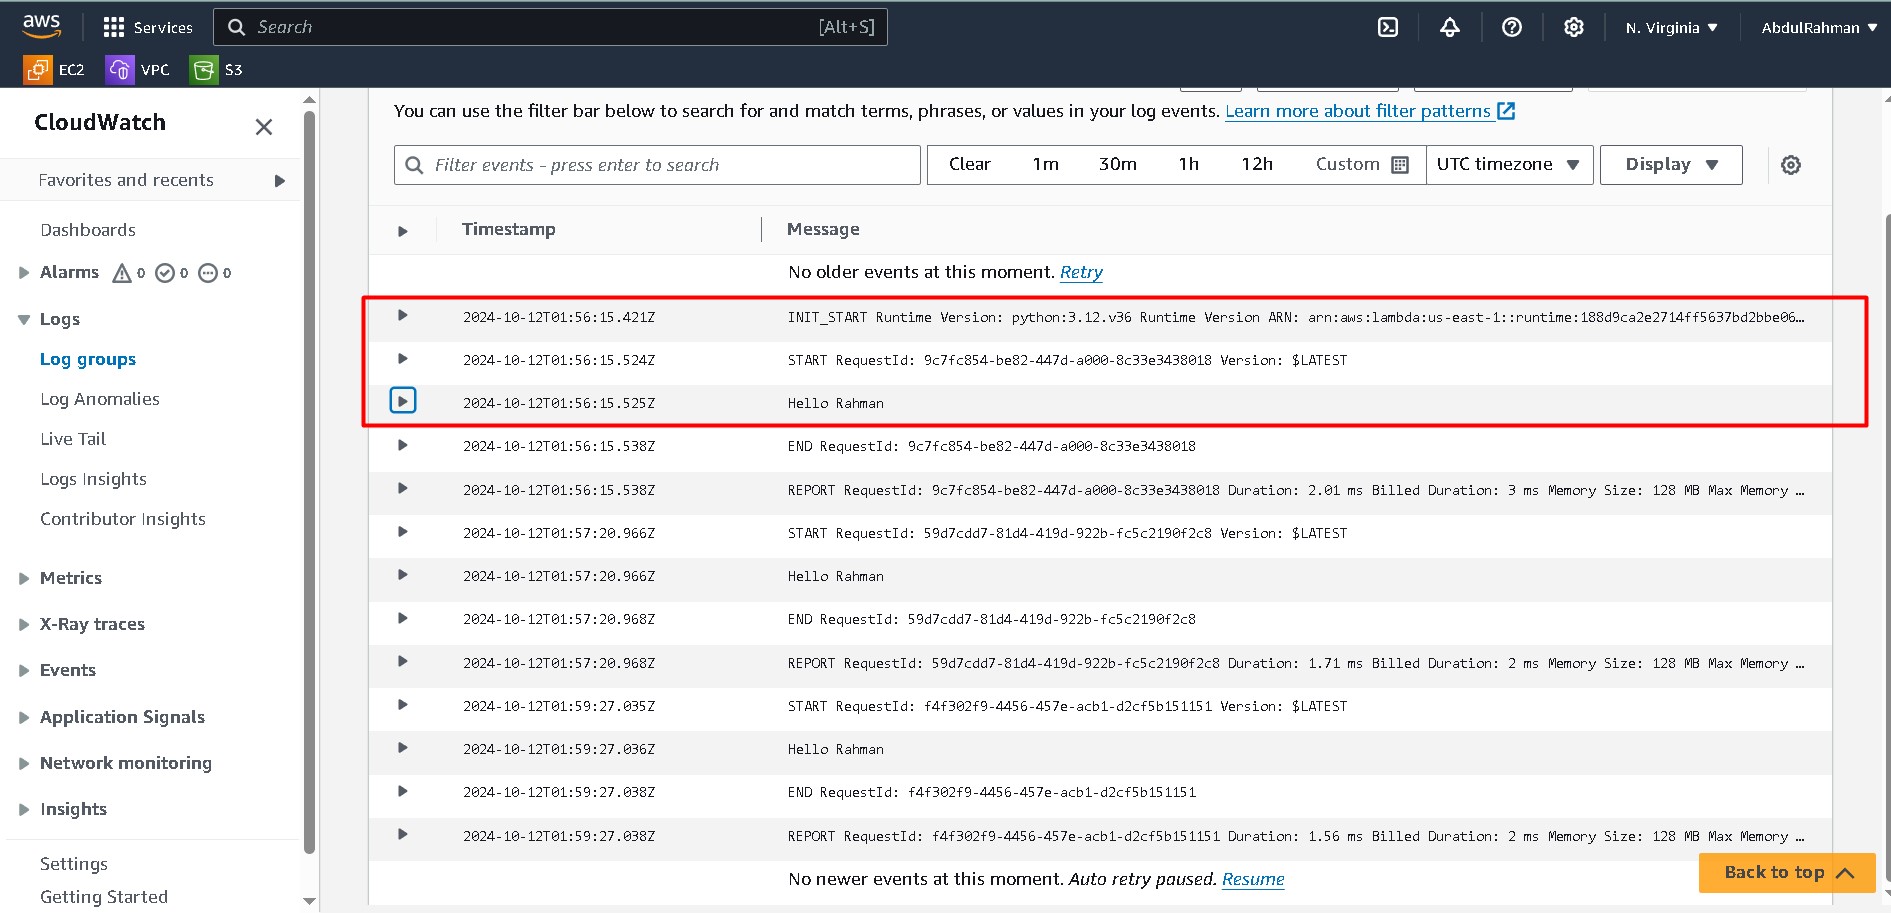 aws
Services
Search
[Alt+S]
N. Virginia
AbdulRahman
EC2
VPC
S3
CloudWatch
Favorites and recents
Dashboards
Alarms 0 0 0
Logs
Log groups
Log Anomalies
Live Tail
Logs Insights
Contributor Insights
Metrics
X-Ray traces
Events
Application Signals
Network monitoring
Insights
Settings
Getting Started
You can use the filter bar below to search for and match terms, phrases, or values in your log events. Learn more about filter patterns
Filter events - press enter to search
Clear 1m 30m 1h 12h Custom
UTC timezone
Display
Timestamp Message
No older events at this moment. Retry
2024-10-12T01:56:15.421Z INIT_START Runtime Version: python:3.12.v36 Runtime Version ARN: arn:aws:lambda:us-east-1::runtime:188d9ca2e2714ff5637bd2bbe06…
2024-10-12T01:56:15.524Z START RequestId: 9c7fc854-be82-447d-a000-8c33e3438018 Version: $LATEST
2024-10-12T01:56:15.525Z Hello Rahman
2024-10-12T01:56:15.538Z END RequestId: 9c7fc854-be82-447d-a000-8c33e3438018
2024-10-12T01:56:15.538Z REPORT RequestId: 9c7fc854-be82-447d-a000-8c33e3438018 Duration: 2.01 ms Billed Duration: 3 ms Memory Size: 128 MB Max Memory …
2024-10-12T01:57:20.966Z START RequestId: 59d7cdd7-81d4-419d-922b-fc5c2190f2c8 Version: $LATEST
2024-10-12T01:57:20.966Z Hello Rahman
2024-10-12T01:57:20.968Z END RequestId: 59d7cdd7-81d4-419d-922b-fc5c2190f2c8
2024-10-12T01:57:20.968Z REPORT RequestId: 59d7cdd7-81d4-419d-922b-fc5c2190f2c8 Duration: 1.71 ms Billed Duration: 2 ms Memory Size: 128 MB Max Memory …
2024-10-12T01:59:27.035Z START RequestId: f4f302f9-4456-457e-acb1-d2cf5b151151 Version: $LATEST
2024-10-12T01:59:27.036Z Hello Rahman
2024-10-12T01:59:27.038Z END RequestId: f4f302f9-4456-457e-acb1-d2cf5b151151
2024-10-12T01:59:27.038Z REPORT RequestId: f4f302f9-4456-457e-acb1-d2cf5b151151 Duration: 1.56 ms Billed Duration: 2 ms Memory Size: 128 MB Max Memory …
No newer events at this moment. Auto retry paused. Resume
Back to top